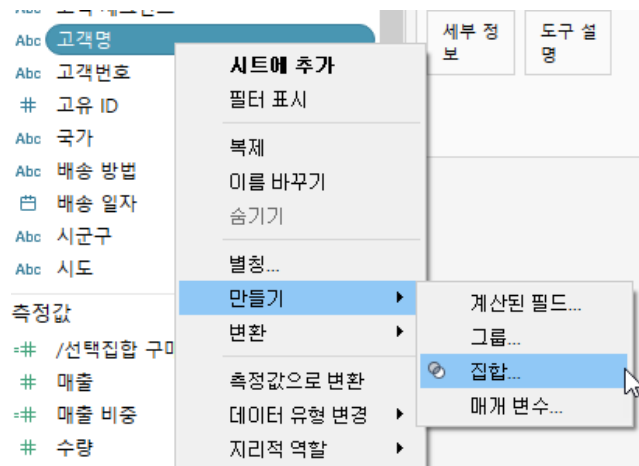 Abc 고객명
Abc 고객번호
# 고유 ID
Abc 국가
Abc 배송 방법
배송 일자
Abc 시군구
Abc 시도
측정값
=# /선택집합 구매
# 매출
=# 매출 비중
# 수량
시트에 추가
필터 표시
복제
이름 바꾸기
숨기기
별칭...
만들기
변환
측정값으로 변환
데이터 유형 변경
지리적 역할
계산된 필드...
그룹...
집합...
매개 변수...
세부 정
보
도구 설
명